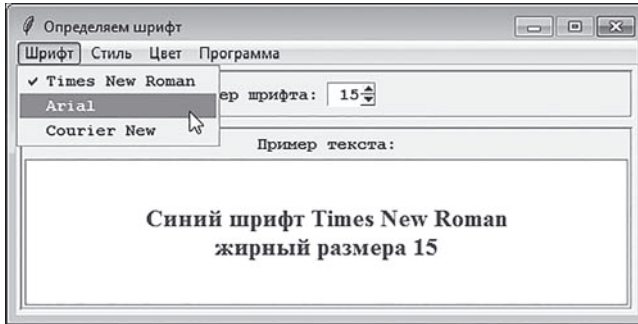 Определяем шрифт
Шрифт Стиль Цвет Программа
✓ Times New Roman
Arial
Courier New
ер шрифта: 15
Пример текста:
Синий шрифт Times New Roman
жирный размера 15